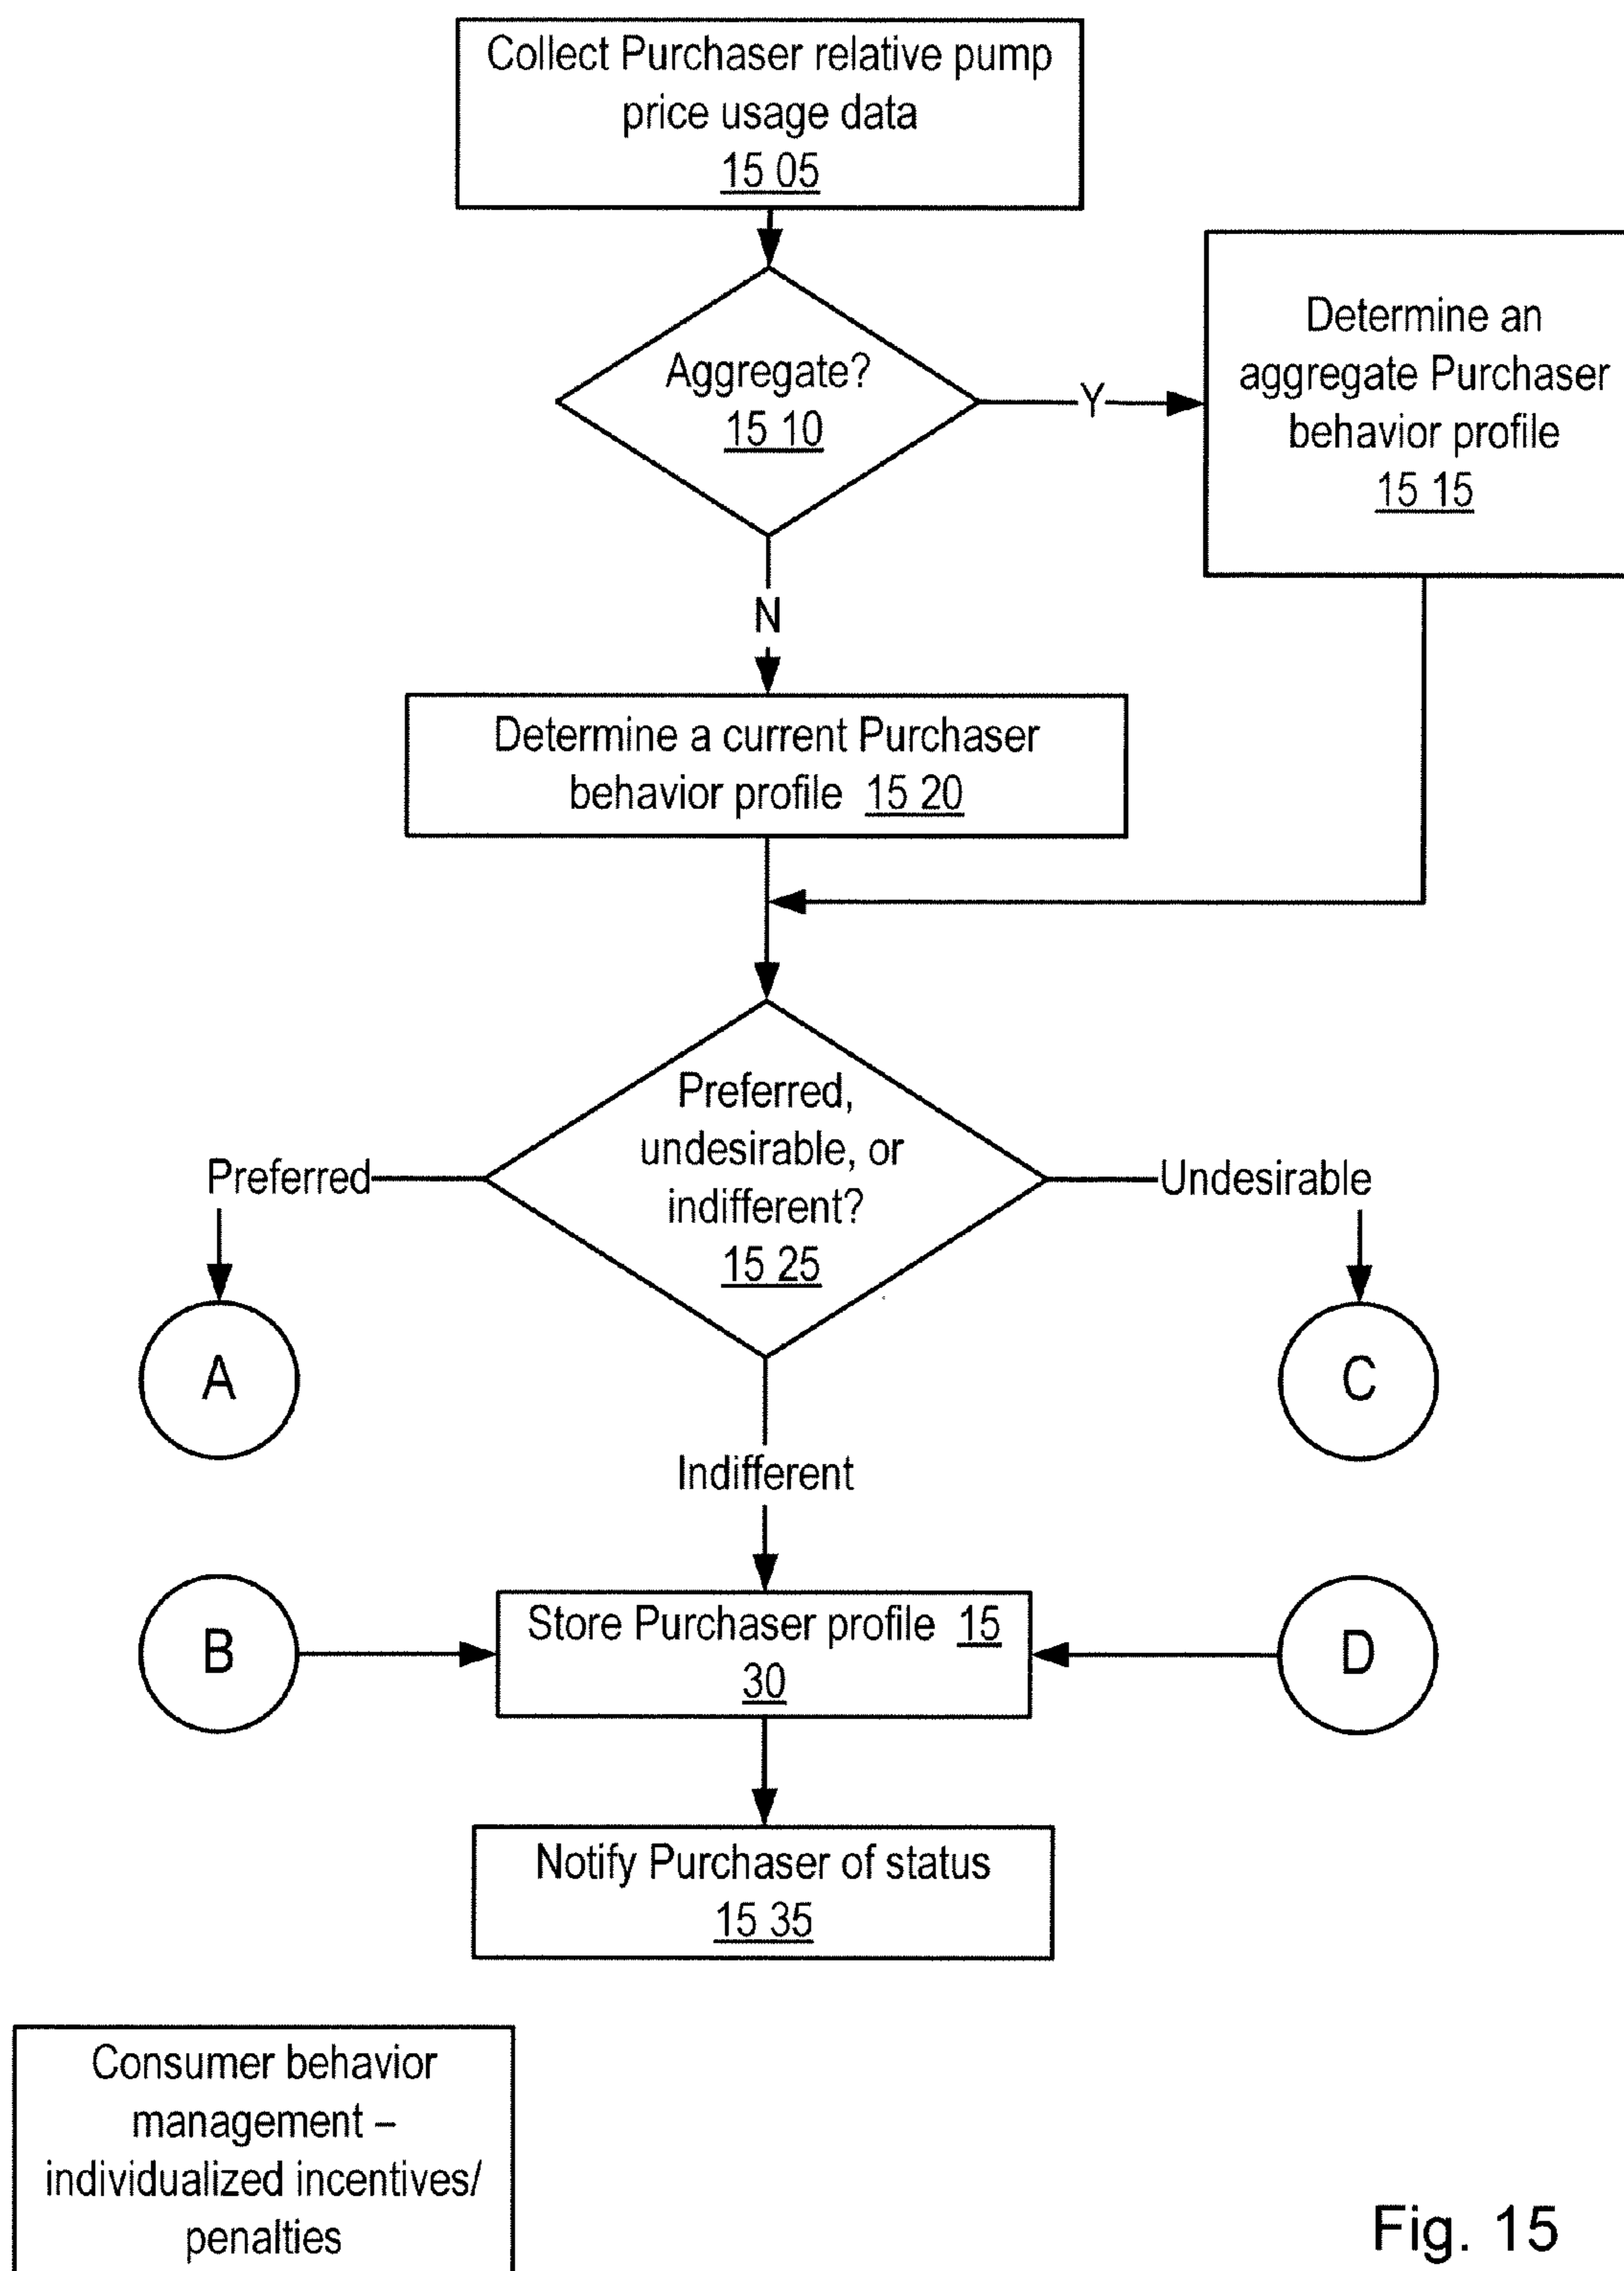 Collect Purchaser relative pump
price usage data
15 05
Aggregate?
15 10
Y
Determine an
aggregate Purchaser
behavior profile
15 15
N
Determine a current Purchaser
behavior profile 15 20
Preferred,
undesirable, or
indifferent?
15 25
Preferred
Undesirable
A
C
Indifferent
B
Store Purchaser profile 15
30
D
Notify Purchaser of status
15 35
Consumer behavior
management –
individualized incentives/
penalties
Fig. 15